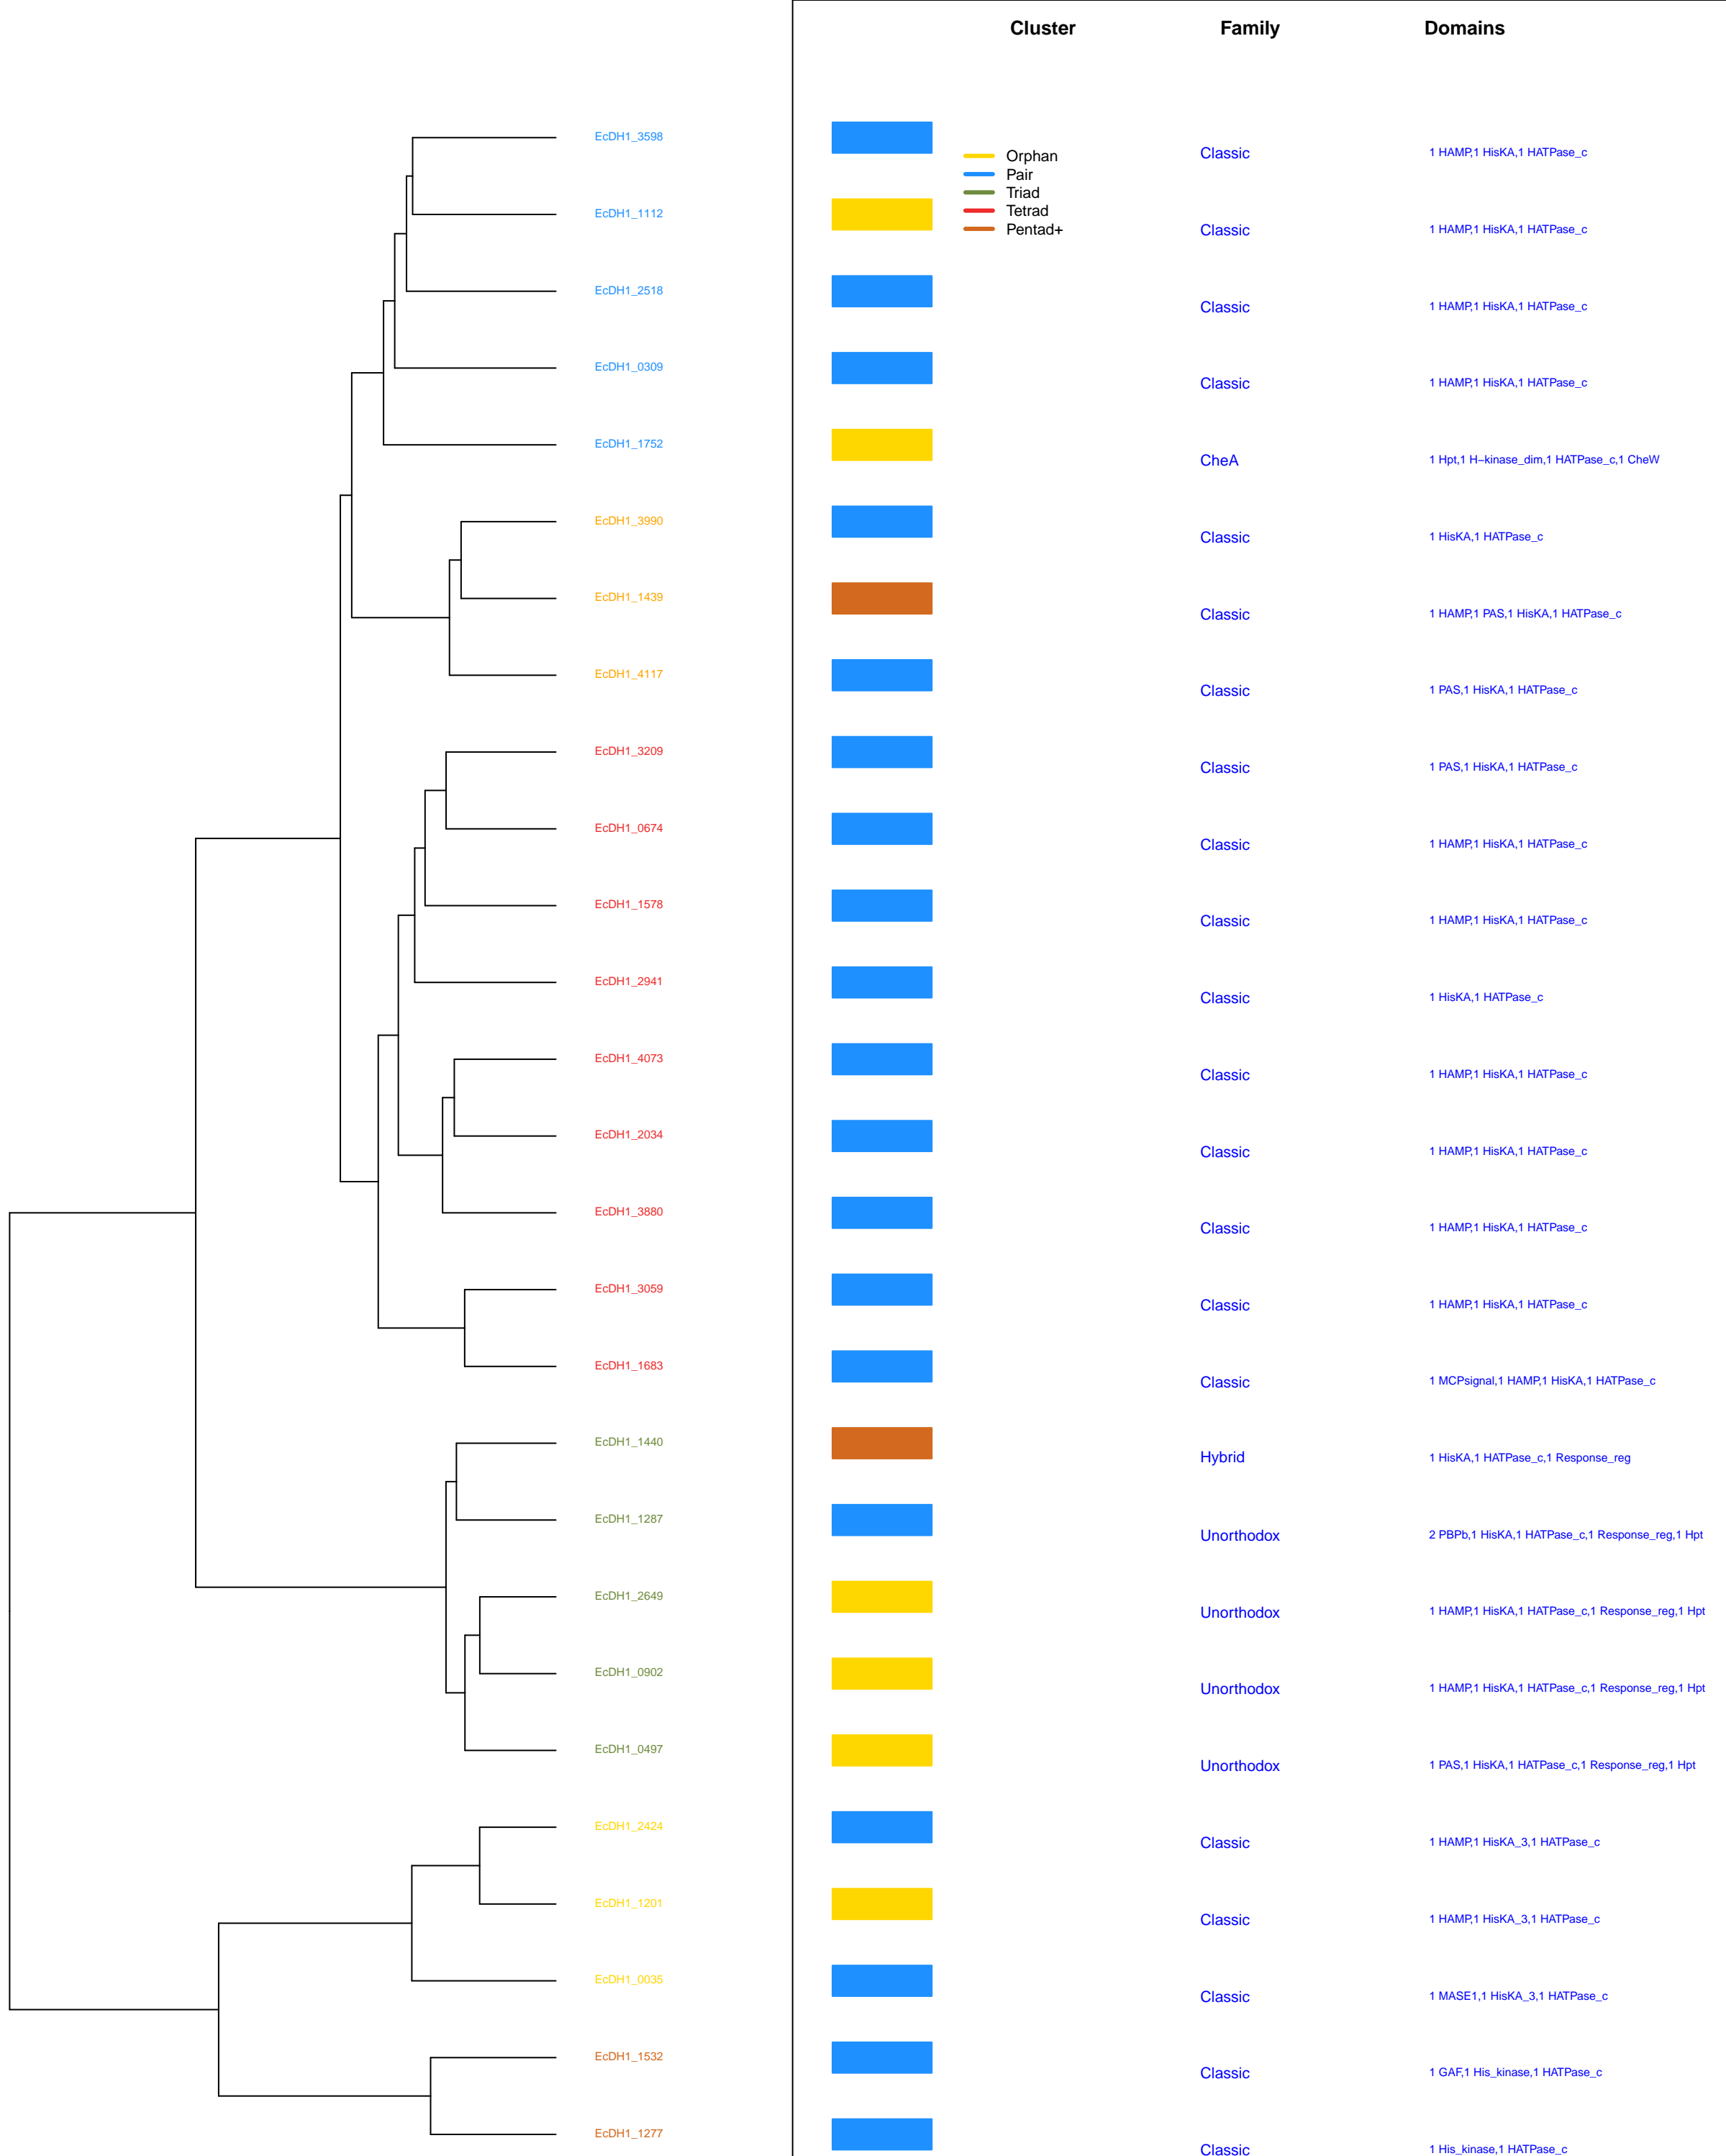 Cluster Family Domains
EcDH1_3598
Orphan
Classic 1 HAMP,1 HisKA,1 HATPase_c
Pair
Triad
Tetrad
EcDH1_1112
Pentad+
Classic 1 HAMP,1 HisKA,1 HATPase_c
EcDH1_2518
Classic 1 HAMP,1 HisKA,1 HATPase_c
EcDH1_0309
Classic 1 HAMP,1 HisKA,1 HATPase_c
EcDH1_1752
CheA 1 Hpt,1 H−kinase_dim,1 HATPase_c,1 CheW
EcDH1_3990
Classic 1 HisKA,1 HATPase_c
EcDH1_1439
Classic 1 HAMP,1 PAS,1 HisKA,1 HATPase_c
EcDH1_4117
Classic 1 PAS,1 HisKA,1 HATPase_c
EcDH1_3209
Classic 1 PAS,1 HisKA,1 HATPase_c
EcDH1_0674
Classic 1 HAMP,1 HisKA,1 HATPase_c
EcDH1_1578
Classic 1 HAMP,1 HisKA,1 HATPase_c
EcDH1_2941
Classic 1 HisKA,1 HATPase_c
EcDH1_4073
Classic 1 HAMP,1 HisKA,1 HATPase_c
EcDH1_2034
Classic 1 HAMP,1 HisKA,1 HATPase_c
EcDH1_3880
Classic 1 HAMP,1 HisKA,1 HATPase_c
EcDH1_3059
Classic 1 HAMP,1 HisKA,1 HATPase_c
EcDH1_1683
Classic 1 MCPsignal,1 HAMP,1 HisKA,1 HATPase_c
EcDH1_1440
Hybrid 1 HisKA,1 HATPase_c,1 Response_reg
EcDH1_1287
Unorthodox 2 PBPb,1 HisKA,1 HATPase_c,1 Response_reg,1 Hpt
EcDH1_2649
Unorthodox 1 HAMP,1 HisKA,1 HATPase_c,1 Response_reg,1 Hpt
EcDH1_0902
Unorthodox 1 HAMP,1 HisKA,1 HATPase_c,1 Response_reg,1 Hpt
EcDH1_0497
Unorthodox 1 PAS,1 HisKA,1 HATPase_c,1 Response_reg,1 Hpt
EcDH1_2424
Classic 1 HAMP,1 HisKA_3,1 HATPase_c
EcDH1_1201
Classic 1 HAMP,1 HisKA_3,1 HATPase_c
EcDH1_0035
Classic 1 MASE1,1 HisKA_3,1 HATPase_c
EcDH1_1532
Classic 1 GAF,1 His_kinase,1 HATPase_c
EcDH1_1277
Classic 1 His_kinase,1 HATPase_c